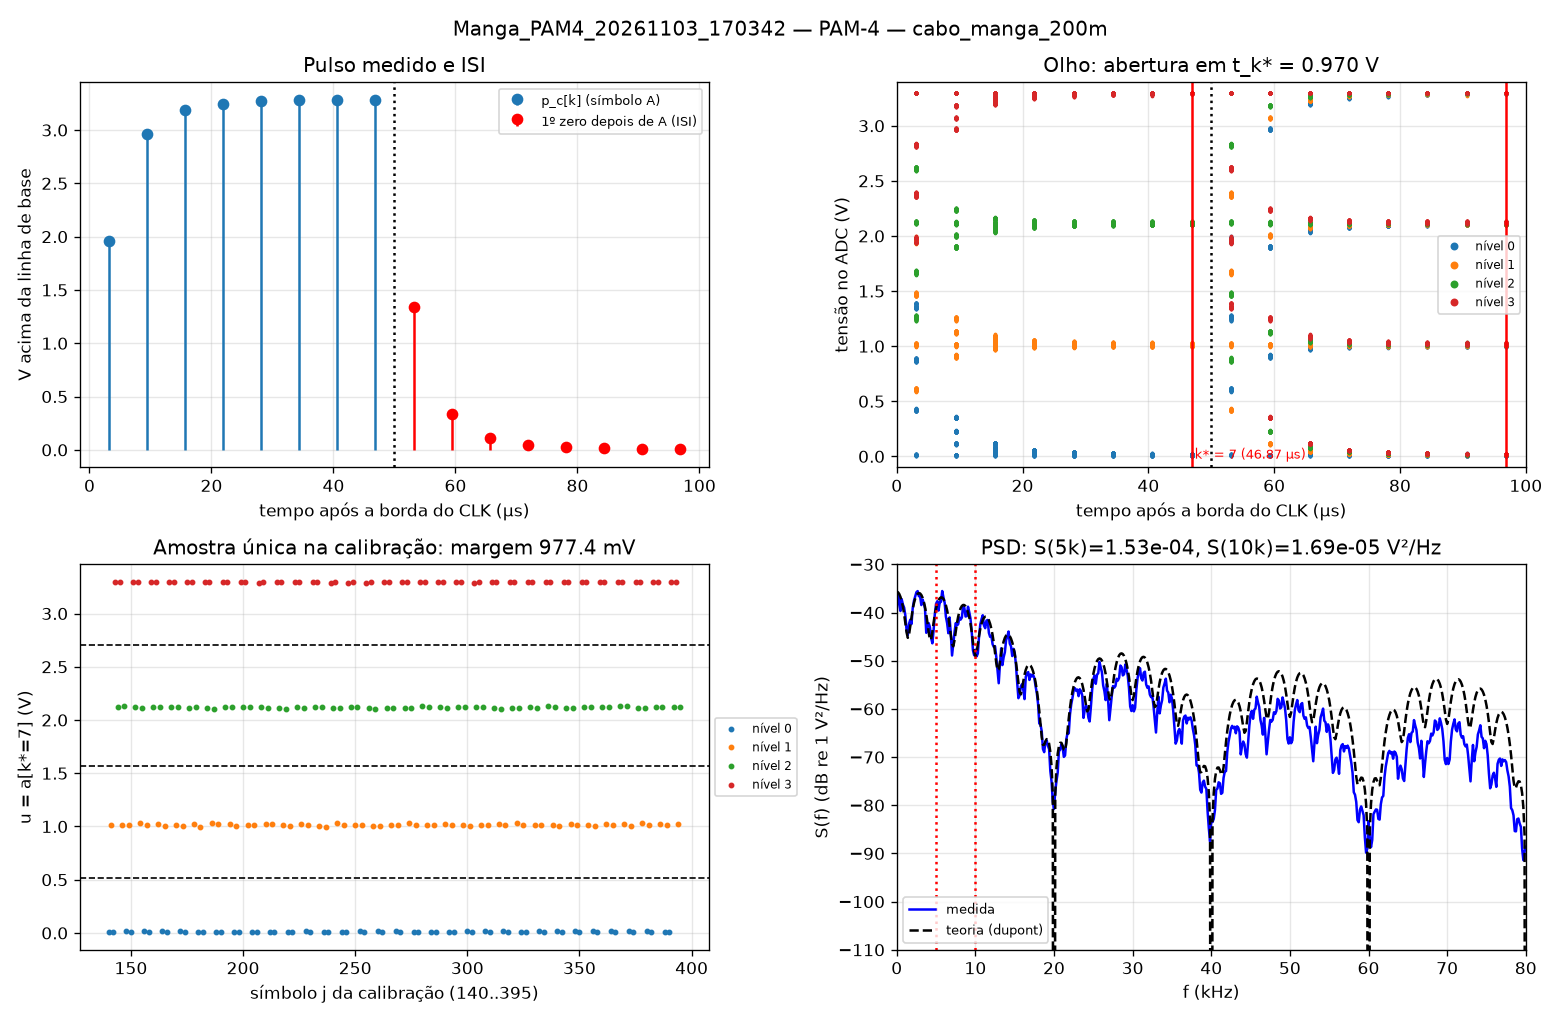 Manga_PAM4_20261103_170342 — PAM-4 — cabo_manga_200m
Pulso medido e ISI
V acima da linha de base
3.0
2.5
2.0
1.5
1.0
0.5
0.0
0 20 40 60 80 100
tempo após a borda do CLK (µs)
p_c[k] (símbolo A)
1º zero depois de A (ISI)
Olho: abertura em t_k* = 0.970 V
tensão no ADC (V)
3.0
2.5
2.0
1.5
1.0
0.5
0.0
0 20 40 60 80 100
tempo após a borda do CLK (µs)
nível 0
nível 1
nível 2
nível 3
k* = 7 (46.87 µs)
Amostra única na calibração: margem 977.4 mV
u = a[k*=7] (V)
3.0
2.5
2.0
1.5
1.0
0.5
0.0
150 200 250 300 350 400
símbolo j da calibração (140..395)
nível 0
nível 1
nível 2
nível 3
PSD: S(5k)=1.53e-04, S(10k)=1.69e-05 V²/Hz
S(f) (dB re 1 V²/Hz)
−30
−40
−50
−60
−70
−80
−90
−100
−110
0 10 20 30 40 50 60 70 80
f (kHz)
medida
teoria (dupont)